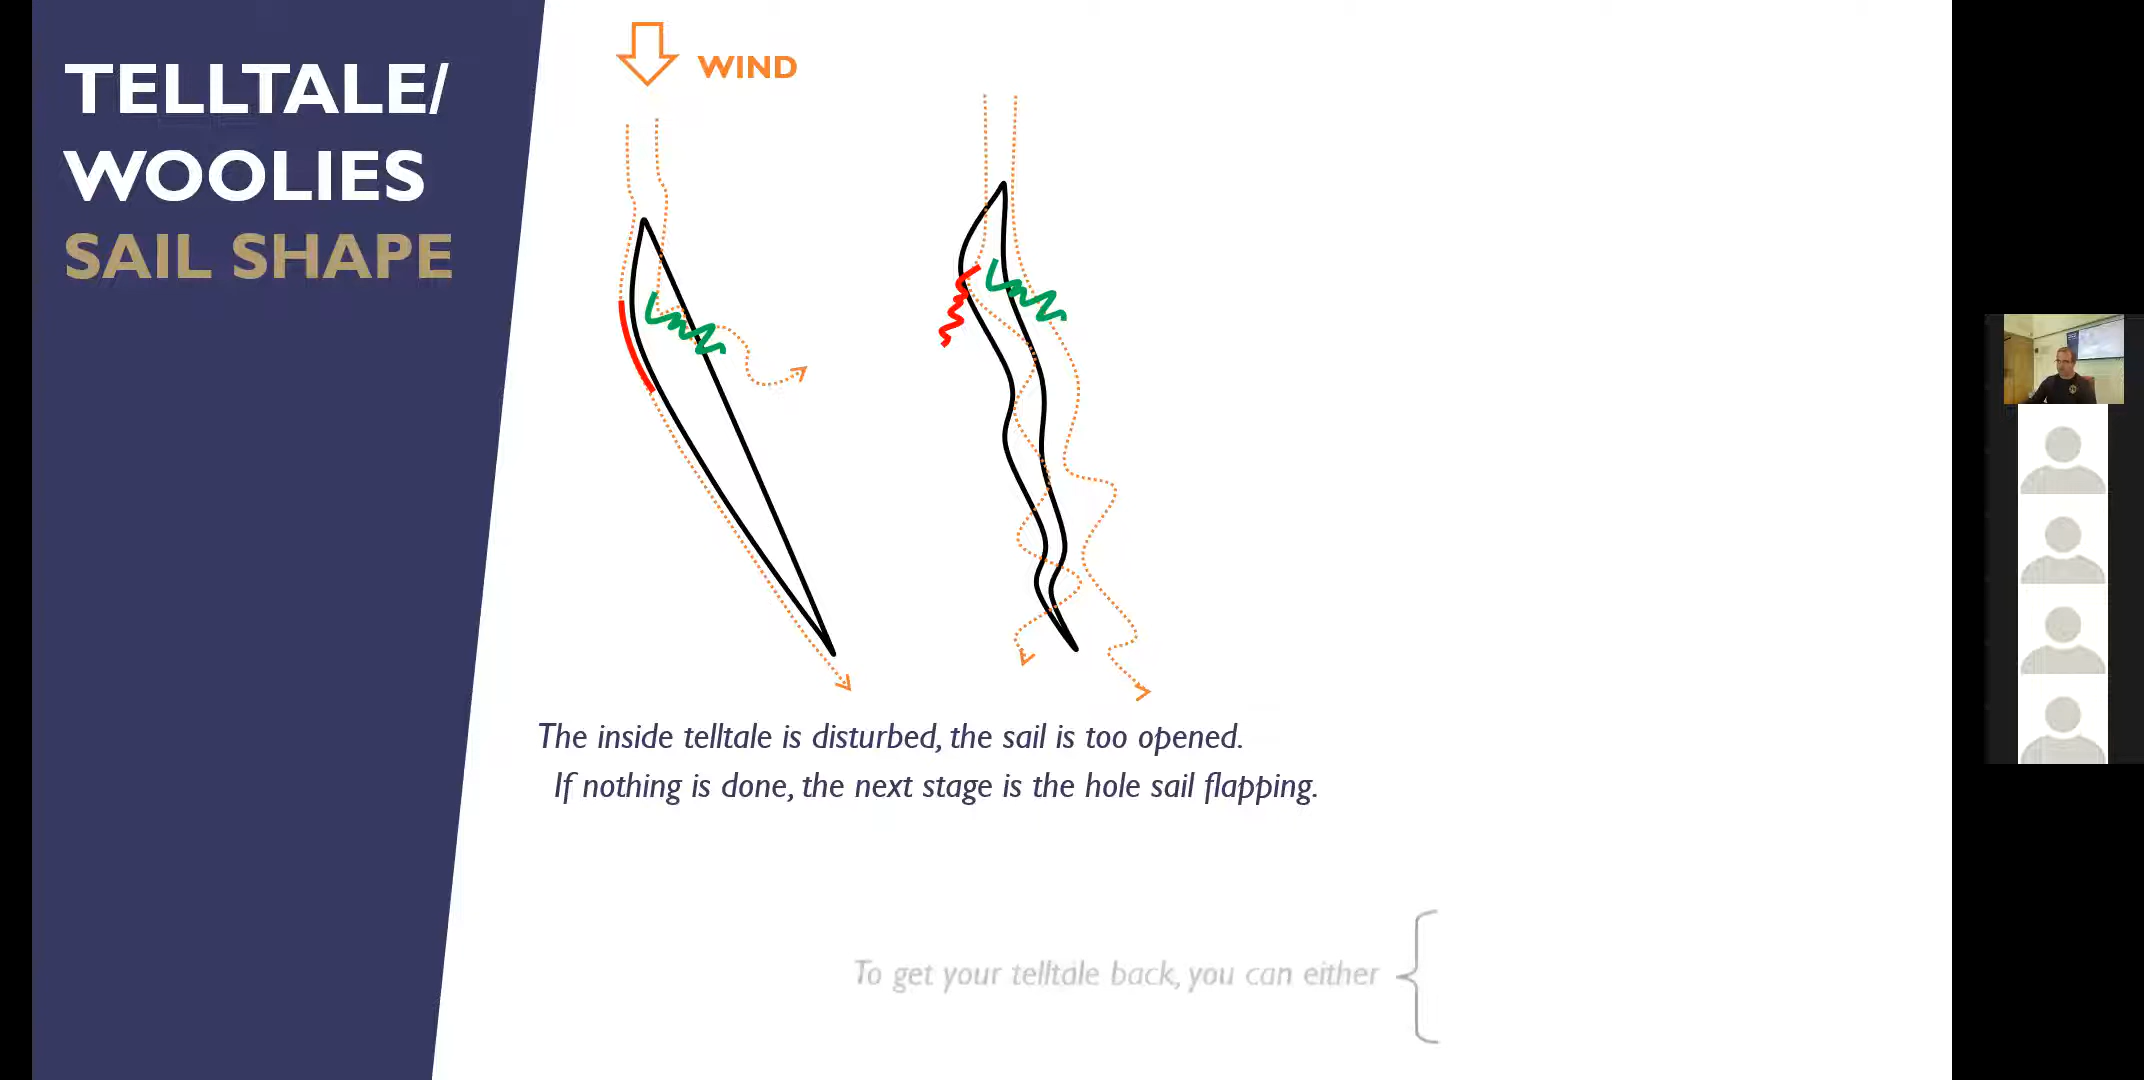 TELLTALE/
WOOLIES
SAIL SHAPE
WIND
The inside telltale is disturbed, the sail is too opened.
If nothing is done, the next stage is the hole sail flapping.
To get your telltale back, you can either